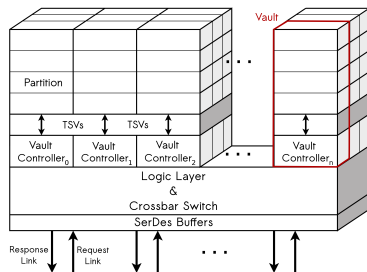 Vault
. . .
Partition
TSVs TSVs
Vault Controller0
Vault Controller1
Vault Controller2
. . .
Vault Controllern
Logic Layer
&
Crossbar Switch
SerDes Buffers
Response Link
Request Link
. . .